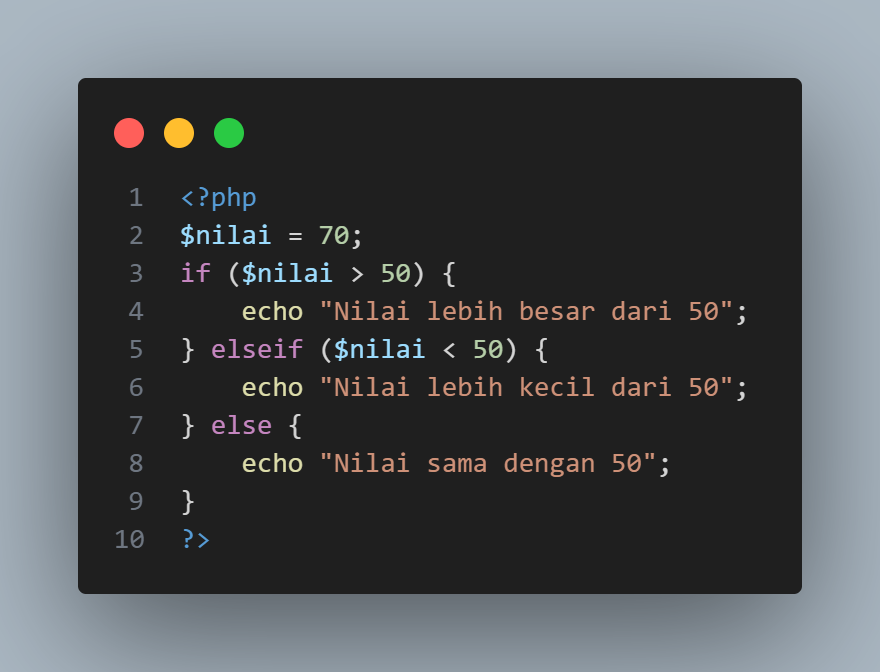 1 <?php
2 $nilai = 70;
3 if ($nilai > 50) {
4     echo "Nilai lebih besar dari 50";
5 } elseif ($nilai < 50) {
6     echo "Nilai lebih kecil dari 50";
7 } else {
8     echo "Nilai sama dengan 50";
9 }
10 ?>